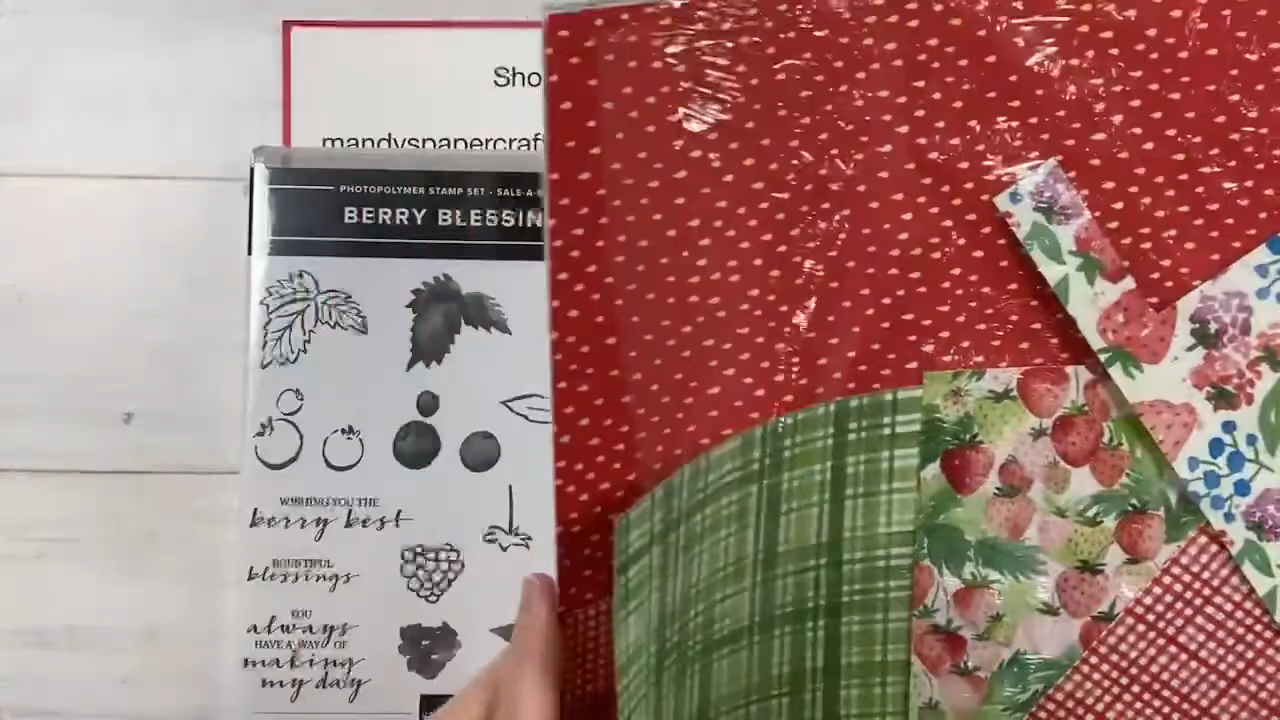 Sho
mandyspapercraf
PHOTOPOLYMER STAMP SET • SALE-A-
BERRY BLESSIN
WISHING YOU THE
berry best
BOUNTIFUL
blessings
YOU
always
HAVE A WAY OF
making
my day